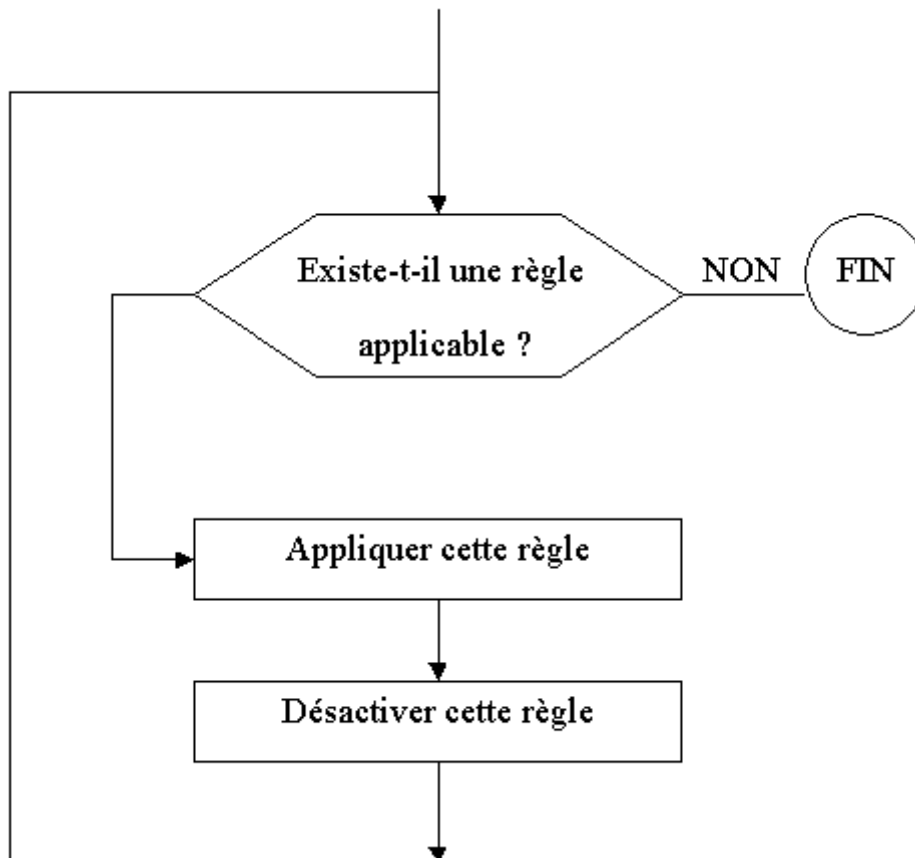 Existe-t-il une règle
applicable ?
NON
FIN
Appliquer cette règle
Désactiver cette règle